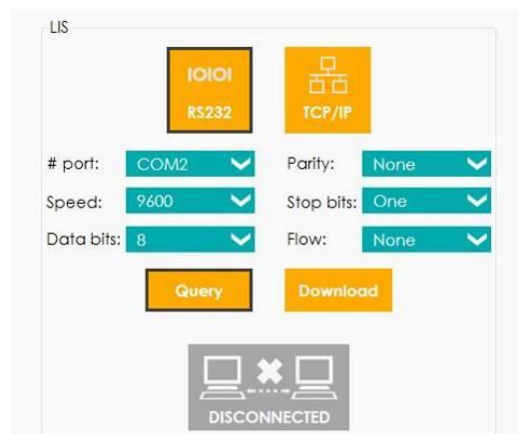 LIS
IOIOI
RS232 TCP/IP
# port: COM2 Parity: None
Speed: 9600 Stop bits: One
Data bits: 8 Flow: None
Query Download
DISCONNECTED